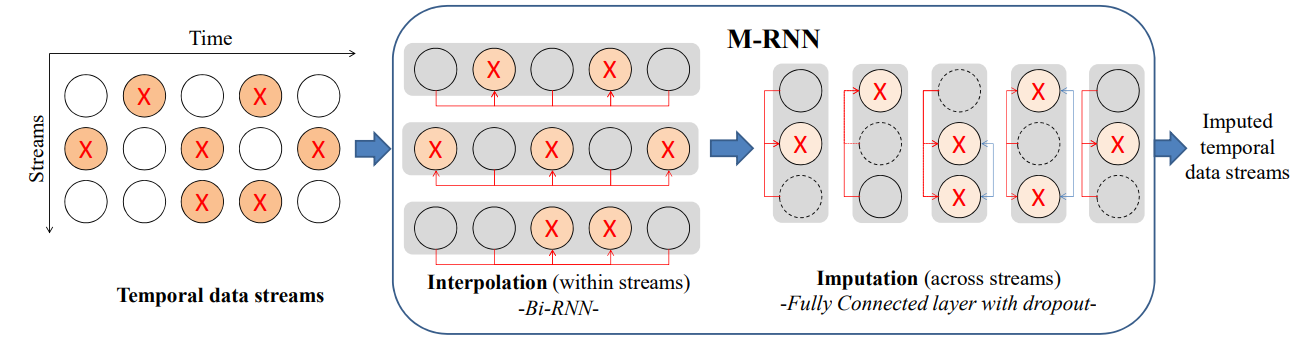 Time
Streams
X X
X X X
X X
Temporal data streams
M-RNN
X X
X X X
X X
Interpolation (within streams)
-Bi-RNN-
X X
X X X
X X
Imputation (across streams)
-Fully Connected layer with dropout-
Imputed
temporal
data streams